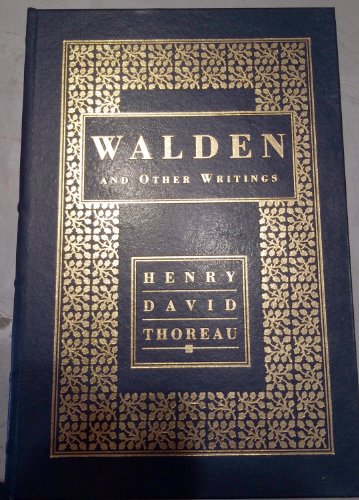 WALDEN
AND OTHER WRITINGS
HENRY
DAVID
THOREAU